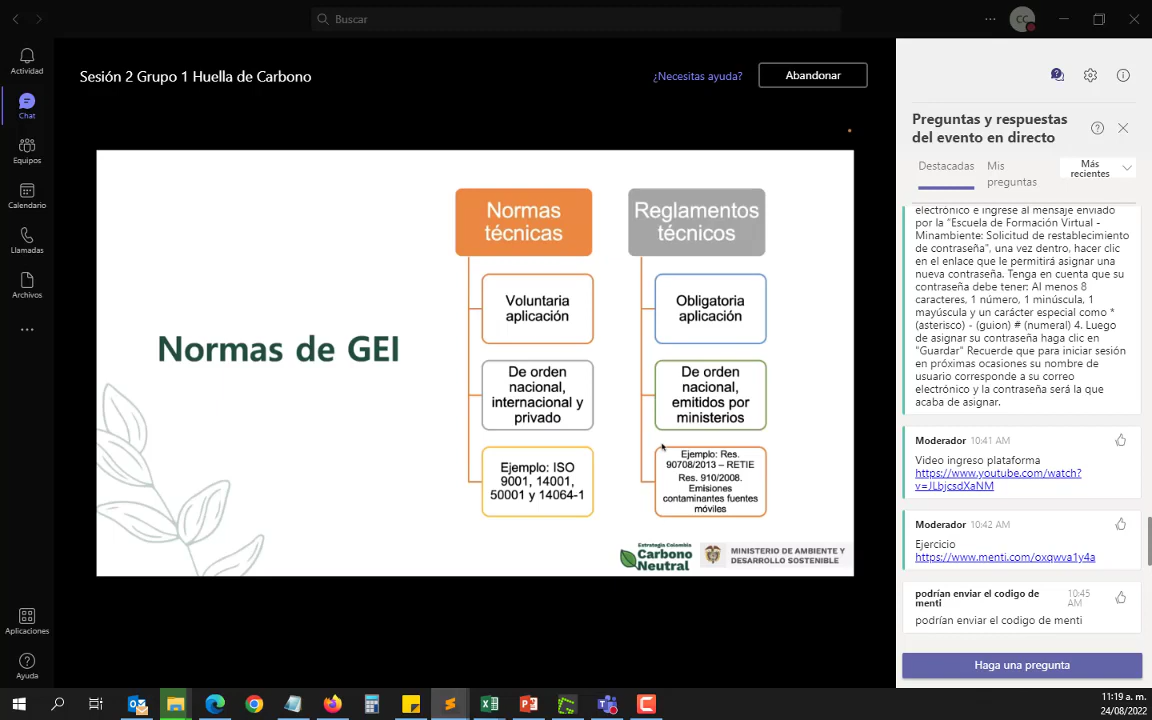 Buscar
CC
Actividad
Chat
Equipos
Calendario
Llamadas
Archivos
Aplicaciones
Ayuda
Sesión 2 Grupo 1 Huella de Carbono
¿Necesitas ayuda?
Abandonar
Normas de GEI
Normas
técnicas
Voluntaria
aplicación
De orden
nacional,
internacional y
privado
Ejemplo: ISO
9001, 14001,
50001 y 14064-1
Reglamentos
técnicos
Obligatoria
aplicación
De orden
nacional,
emitidos por
ministerios
Ejemplo: Res.
90708/2013 – RETIE
Res. 910/2008.
Emisiones
contaminantes fuentes
móviles
Estrategia Colombia
Carbono
Neutral
MINISTERIO DE AMBIENTE Y
DESARROLLO SOSTENIBLE
Preguntas y respuestas
del evento en directo
Destacadas
Mis
preguntas
Más
recientes
electrónico e ingrese al mensaje enviado
por la "Escuela de Formación Virtual -
Minambiente: Solicitud de restablecimiento
de contraseña", una vez dentro, hacer clic
en el enlace que le permitirá asignar una
nueva contraseña. Tenga en cuenta que su
contraseña debe tener: Al menos 8
caracteres, 1 número, 1 minúscula, 1
mayúscula y un carácter especial como *
(asterisco) - (guion) # (numeral) 4. Luego
de asignar su contraseña haga clic en
"Guardar" Recuerde que para iniciar sesión
en próximas ocasiones su nombre de
usuario corresponde a su correo
electrónico y la contraseña será la que
acaba de asignar.
Moderador 10:41 AM
Video ingreso plataforma
https://www.youtube.com/watch?
v=JLbjcsdXaNM
Moderador 10:42 AM
Ejercicio
https://www.menti.com/oxqwva1y4a
podrían enviar el codigo de
menti
10:45
AM
podrían enviar el codigo de menti
Haga una pregunta
11:19 a. m.
24/08/2022